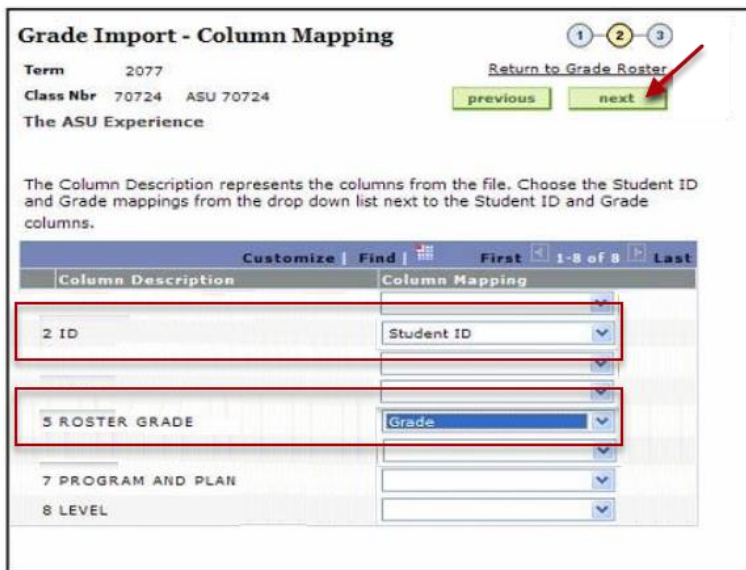 Grade Import - Column Mapping
1 2 3
Term 2077
Return to Grade Roster
Class Nbr 70724 ASU 70724
previous next
The ASU Experience
The Column Description represents the columns from the file. Choose the Student ID
and Grade mappings from the drop down list next to the Student ID and Grade
columns.
Customize | Find | First 1-8 of 8 Last
Column Description Column Mapping
2 ID Student ID
5 ROSTER GRADE Grade
7 PROGRAM AND PLAN
8 LEVEL